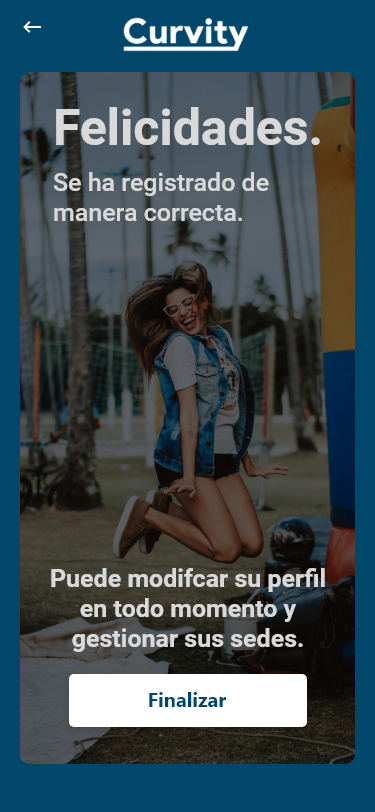 Curvity
Felicidades.
Se ha registrado de
manera correcta.
Puede modifcar su perfil
en todo momento y
gestionar sus sedes.
Finalizar